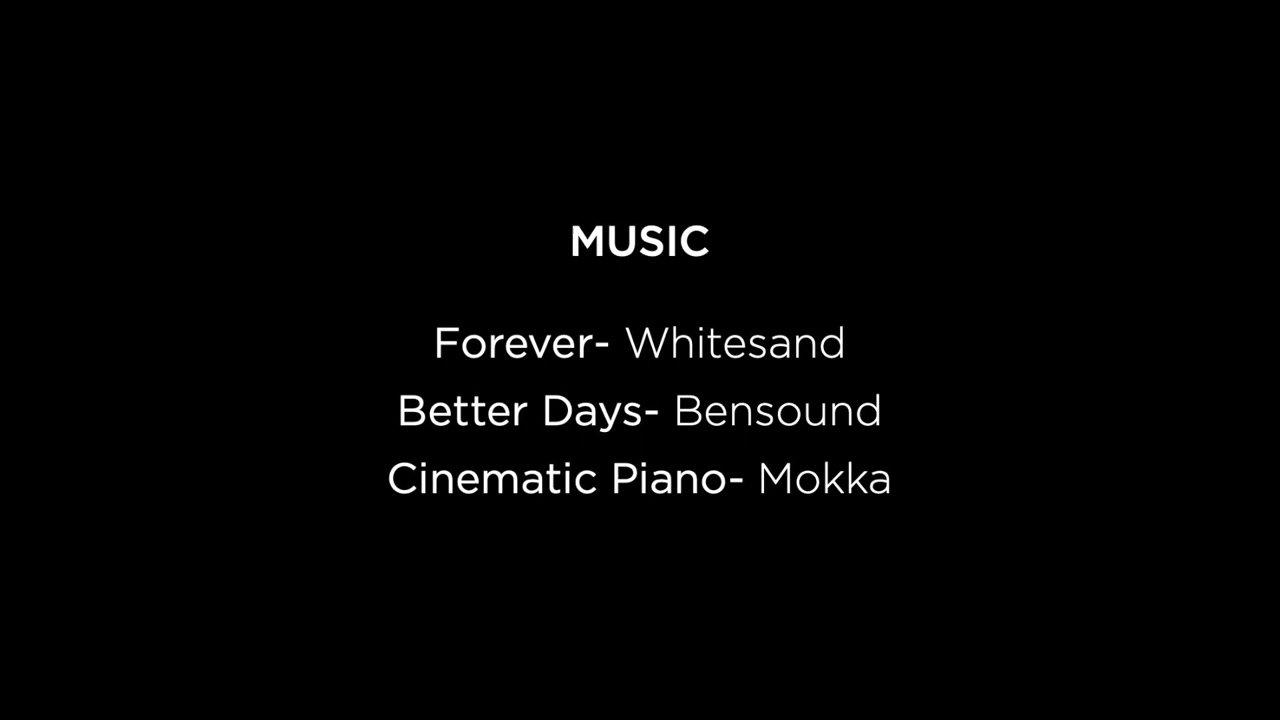 MUSIC
Forever- Whitesand
Better Days- Bensound
Cinematic Piano- Mokka